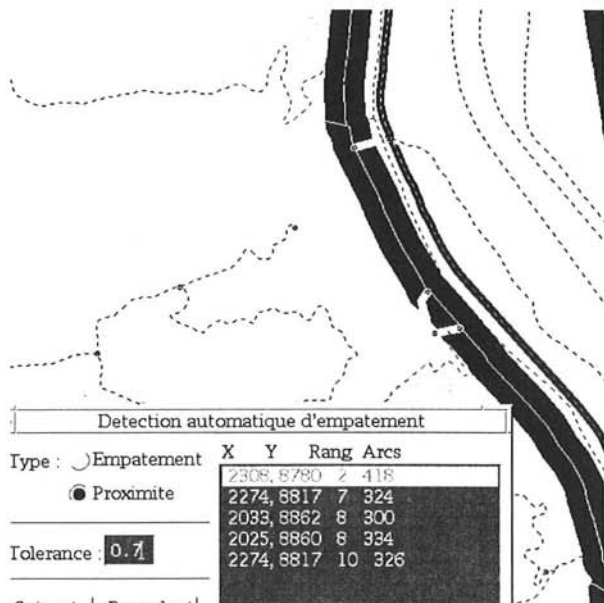 Detection automatique d'empatement
Type : Empatement
Proximite
Tolerance : 0.7
X Y Rang Arcs
2308, 8780 2 418
2274, 8817 7 324
2033, 8862 8 300
2025, 8860 8 334
2274, 8817 10 326